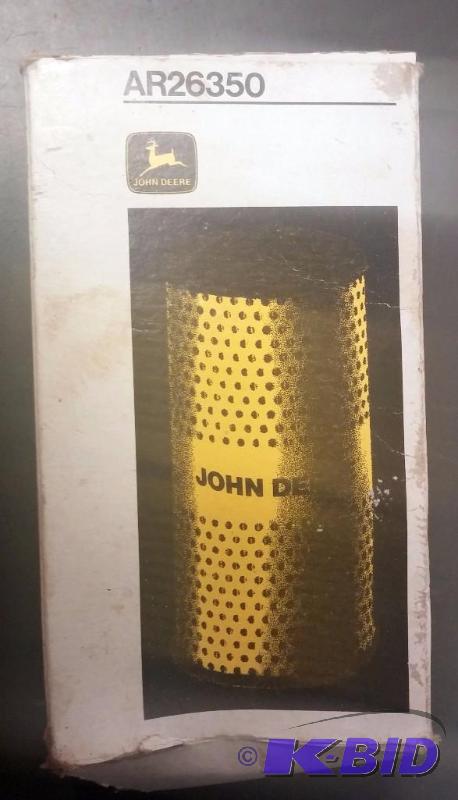 AR26350
JOHN DEERE
JOHN DE
© K-BID